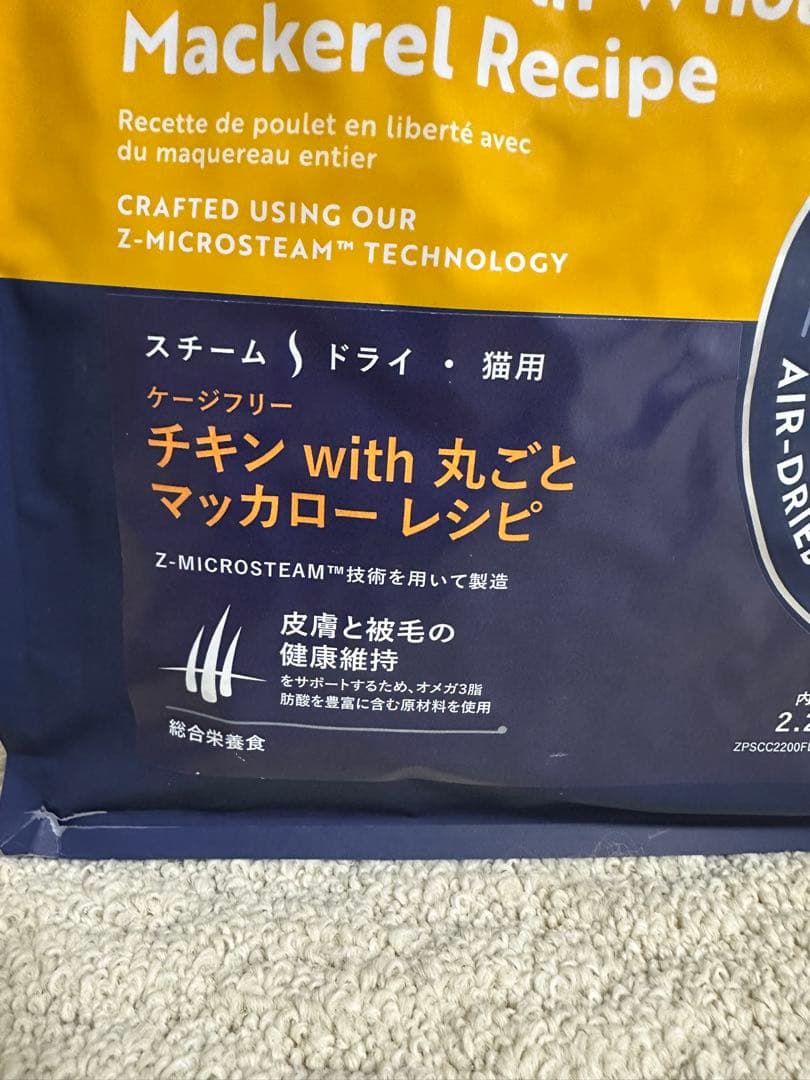 Mackerel Recipe
Recette de poulet en liberté avec
du maquereau entier
CRAFTED USING OUR
Z-MICROSTEAM™ TECHNOLOGY
スチーム ドライ・猫用
ケージフリー
チキン with 丸ごと
マッカロー レシピ
Z-MICROSTEAM™技術を用いて製造
皮膚と被毛の
健康維持
をサポートするため、オメガ3脂
肪酸を豊富に含む原材料を使用
総合栄養食
AIR-DRIED
内
2.2
ZPSCC2200F